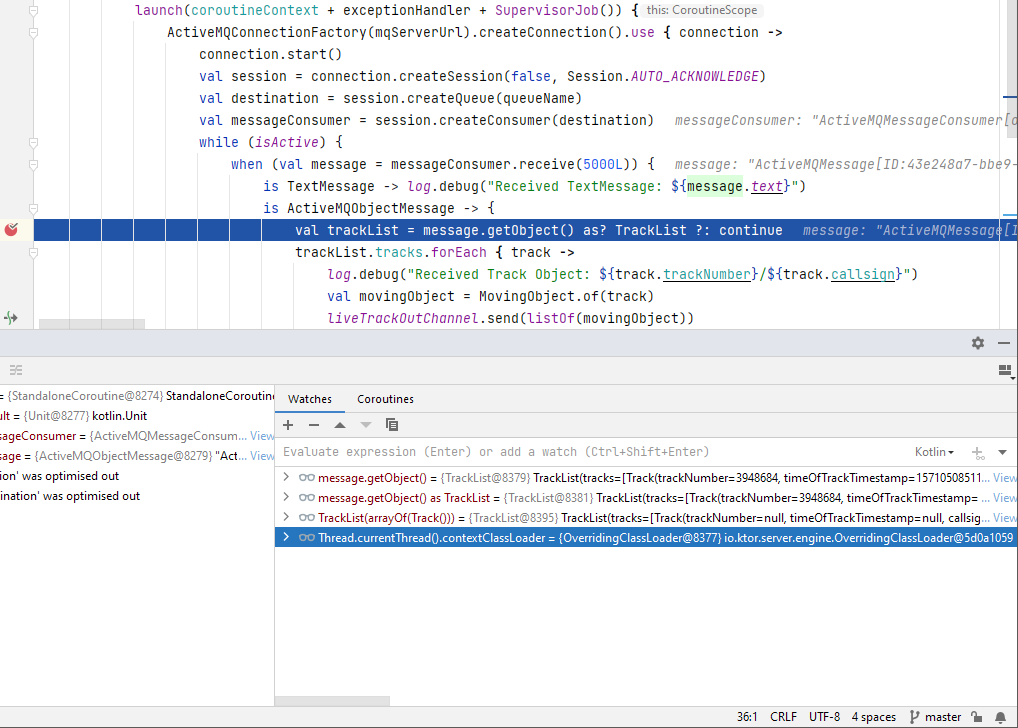 launch(coroutineContext + exceptionHandler + SupervisorJob()) { this: CoroutineScope
ActiveMQConnectionFactory(mqServerUrl).createConnection().use { connection ->
connection.start()
val session = connection.createSession(false, Session.AUTO_ACKNOWLEDGE)
val destination = session.createQueue(queueName)
val messageConsumer = session.createConsumer(destination) messageConsumer: "ActiveMQMessageConsumer[
while (isActive) {
when (val message = messageConsumer.receive(5000L)) { message: "ActiveMQMessage[ID:43e248a7-bbe9-
is TextMessage -> log.debug("Received TextMessage: ${message.text}")
is ActiveMQObjectMessage -> {
val trackList = message.getObject() as? TrackList ?: continue message: "ActiveMQMessage[I
trackList.tracks.forEach { track ->
log.debug("Received Track Object: ${track.trackNumber}/${track.callsign}")
val movingObject = MovingObject.of(track)
liveTrackOutChannel.send(listOf(movingObject))
= {StandaloneCoroutine@8274} StandaloneCoroutine
ult = {Unit@8277} kotlin.Unit
sageConsumer = {ActiveMQMessageConsum... View
sage = {ActiveMQObjectMessage@8279} "Act... View
ion' was optimised out
ination' was optimised out
Watches Coroutines
Evaluate expression (Enter) or add a watch (Ctrl+Shift+Enter) Kotlin
message.getObject() = {TrackList@8379} TrackList(tracks=[Track(trackNumber=3948684, timeOfTrackTimestamp=15710508511... View
message.getObject() as TrackList = {TrackList@8381} TrackList(tracks=[Track(trackNumber=3948684, timeOfTrackTimestamp=... View
TrackList(arrayOf(Track())) = {TrackList@8395} TrackList(tracks=[Track(trackNumber=null, timeOfTrackTimestamp=null, callsig... View
Thread.currentThread().contextClassLoader = {OverridingClassLoader@8377} io.ktor.server.engine.OverridingClassLoader@5d0a1059
36:1 CRLF UTF-8 4 spaces master